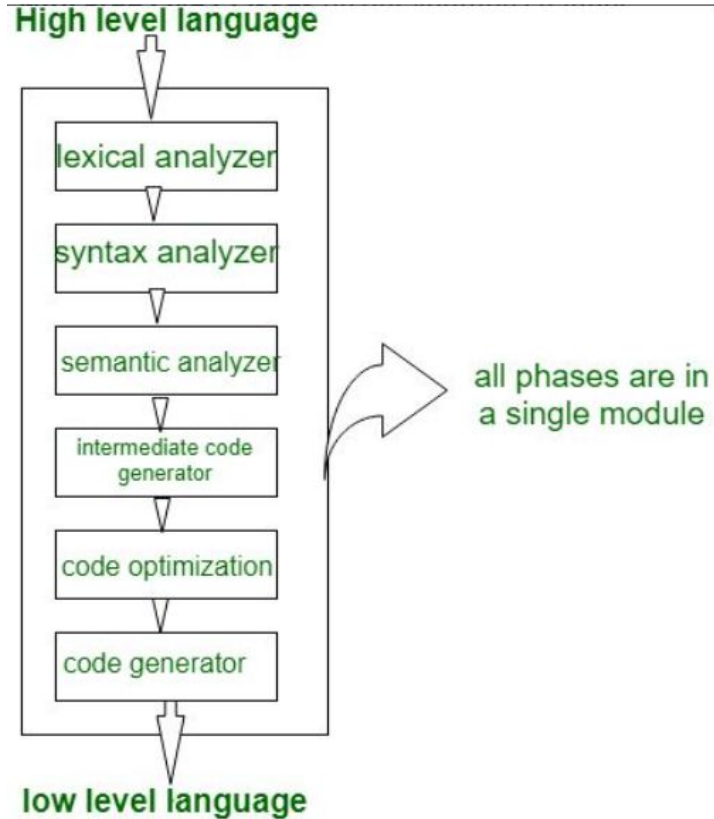 High level language
lexical analyzer
syntax analyzer
semantic analyzer
intermediate code
generator
code optimization
code generator
low level language
all phases are in
a single module